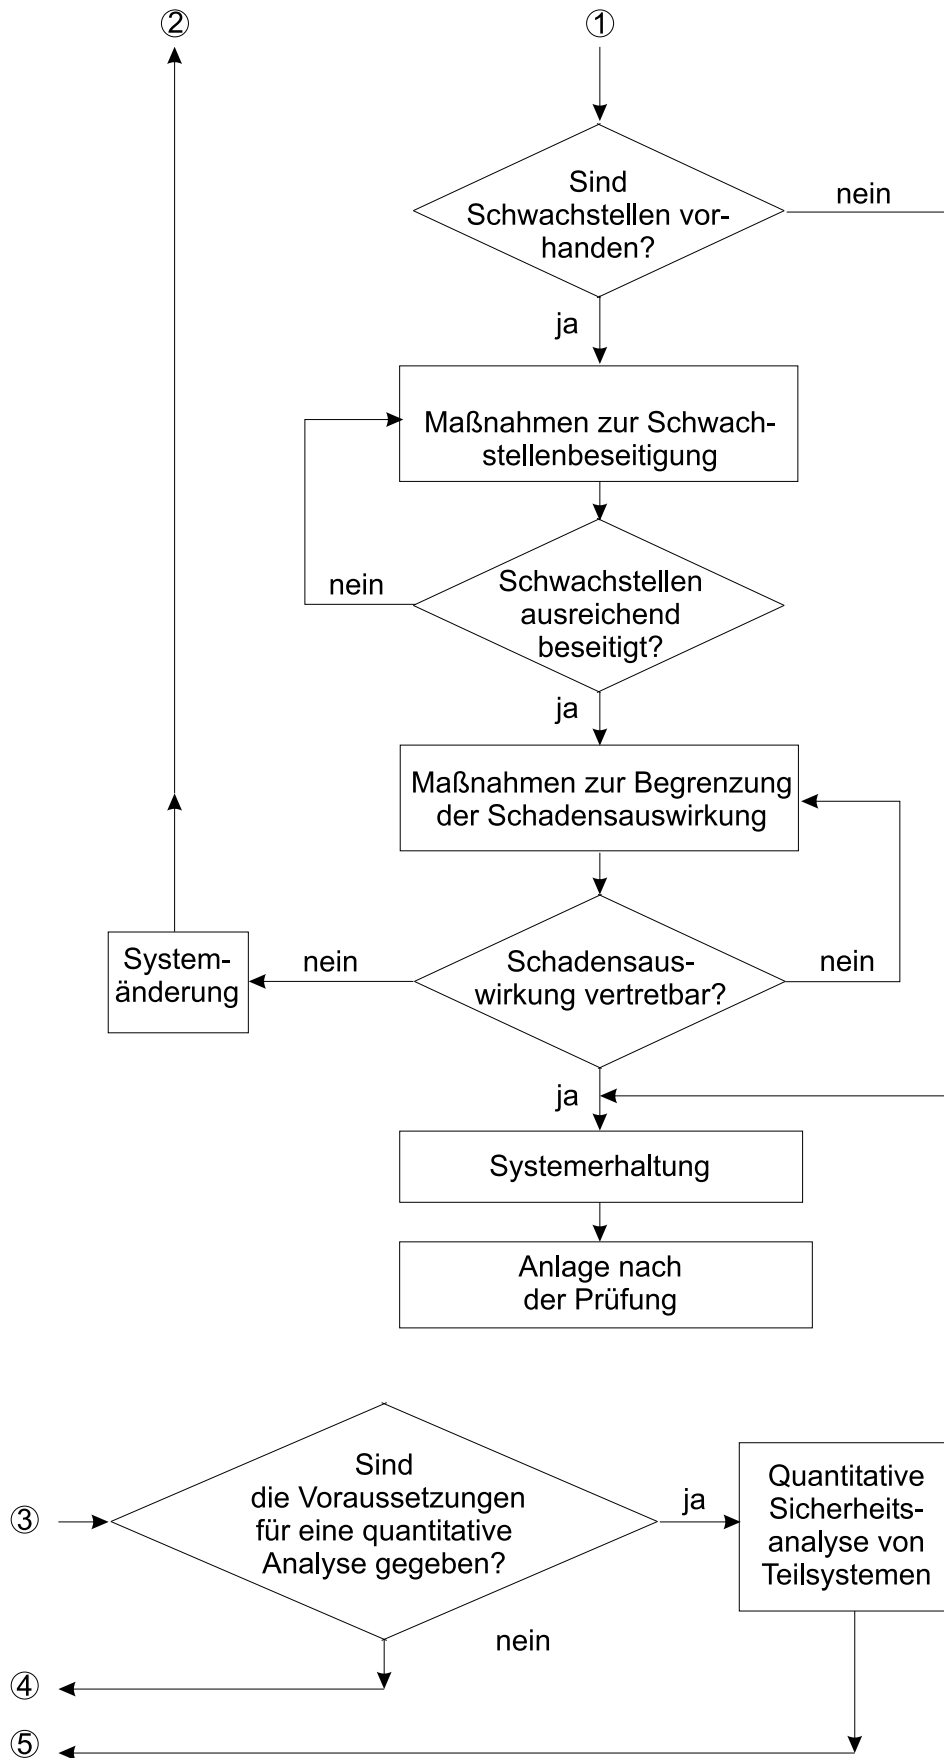 ②
①
Sind
Schwachstellen vor-
handen?
nein
ja
Maßnahmen zur Schwach-
stellenbeseitigung
nein
Schwachstellen
ausreichend
beseitigt?
ja
Maßnahmen zur Begrenzung
der Schadensauswirkung
System-
änderung
nein
Schadensaus-
wirkung vertretbar?
nein
ja
Systemerhaltung
Anlage nach
der Prüfung
③
Sind
die Voraussetzungen
für eine quantitative
Analyse gegeben?
ja
Quantitative
Sicherheits-
analyse von
Teilsystemen
nein
④
⑤